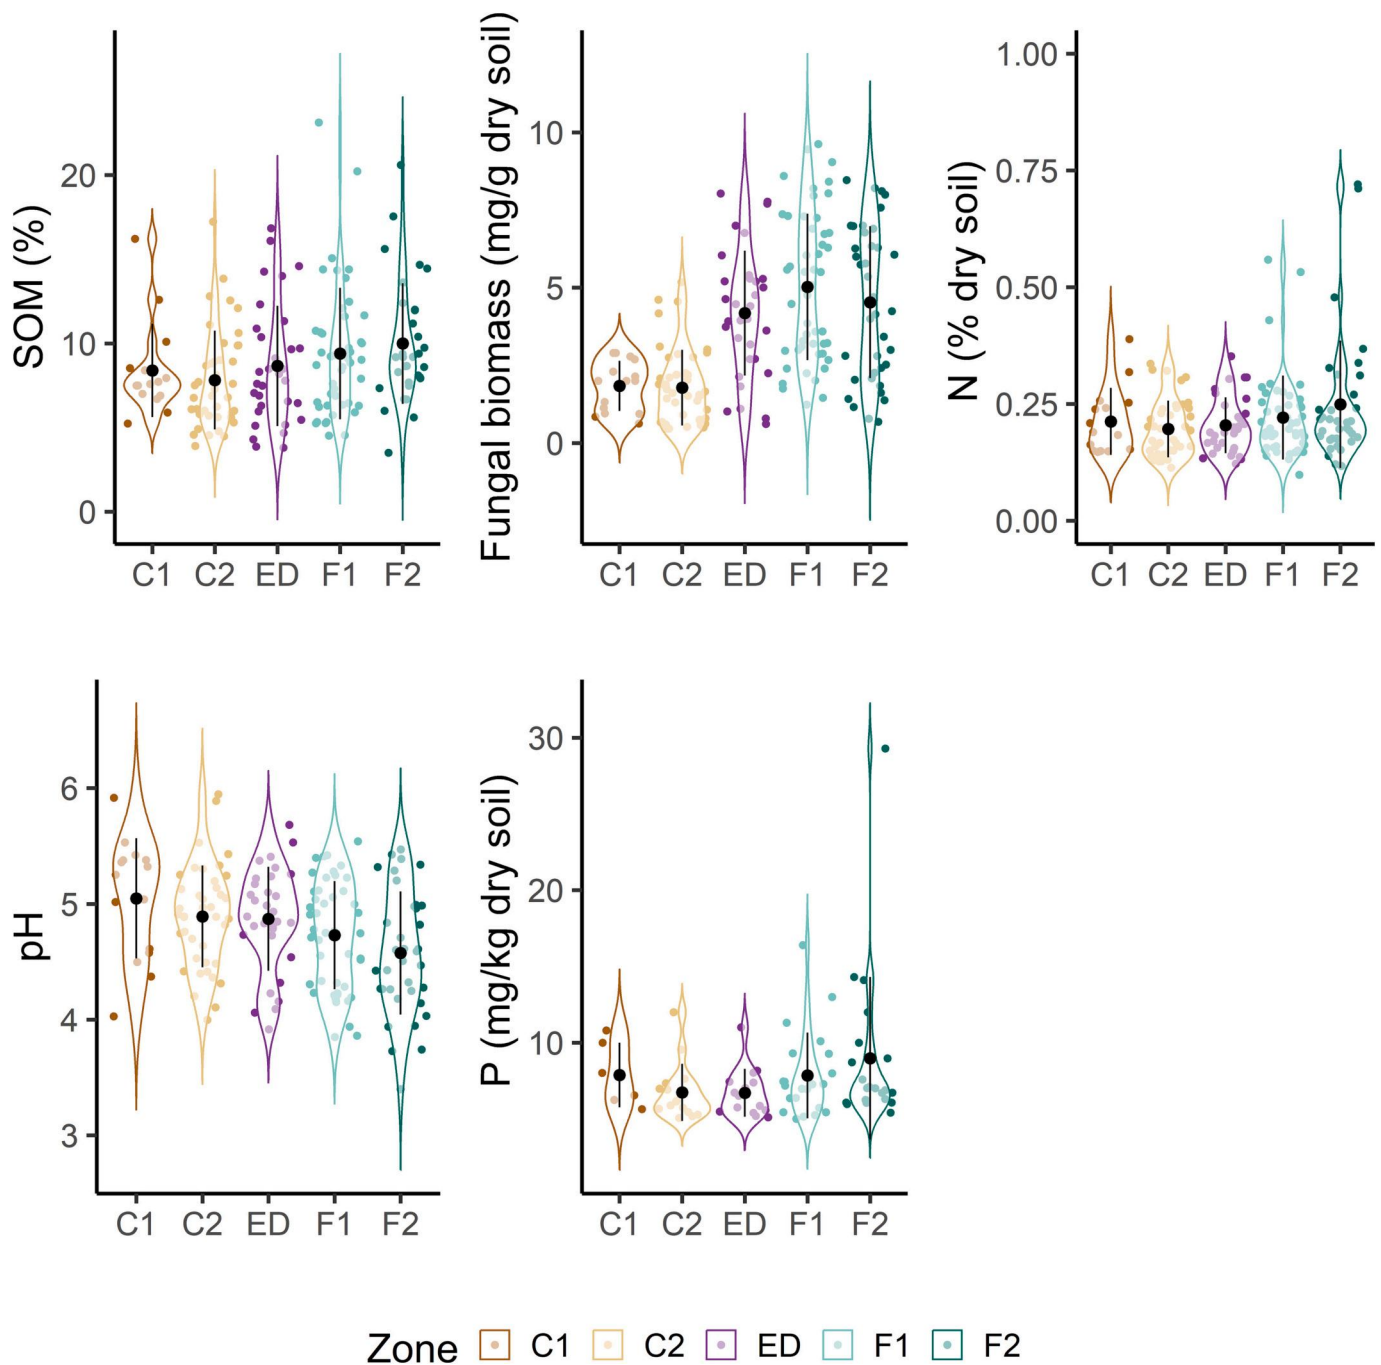 SOM (%)
20
10
0
C1 C2 ED F1 F2
Fungal biomass (mg/g dry soil)
10
5
0
C1 C2 ED F1 F2
N (% dry soil)
1.00
0.75
0.50
0.25
0.00
C1 C2 ED F1 F2
pH
6
5
4
3
C1 C2 ED F1 F2
P (mg/kg dry soil)
30
20
10
C1 C2 ED F1 F2
Zone C1 C2 ED F1 F2